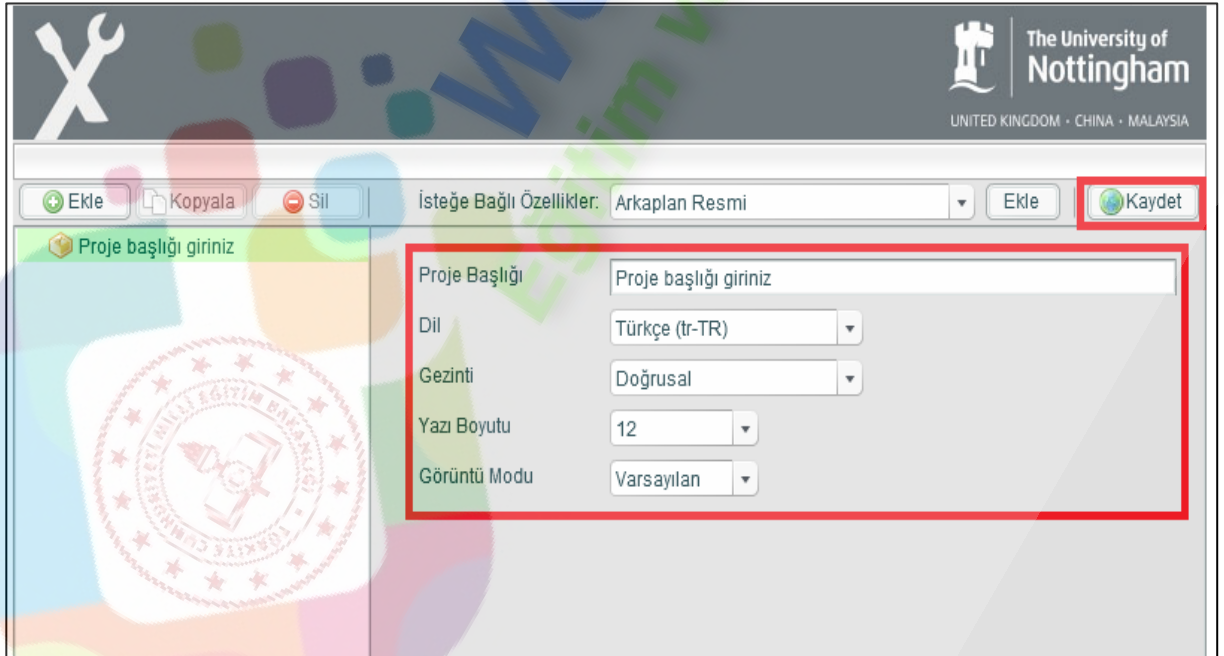 The University of
Nottingham
UNITED KINGDOM · CHINA · MALAYSIA
Ekle Kopyala Sil İsteğe Bağlı Özellikler: Arkaplan Resmi Ekle Kaydet
Proje başlığı giriniz
Proje Başlığı Proje başlığı giriniz
Dil Türkçe (tr-TR)
Gezinti Doğrusal
Yazı Boyutu 12
Görüntü Modu Varsayılan
Eğitim